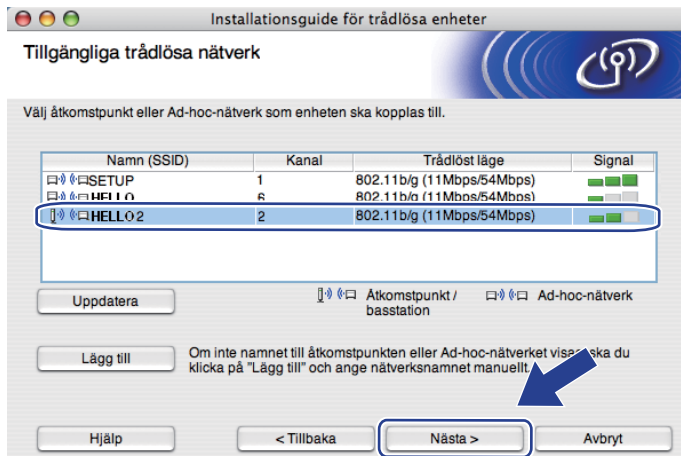 Installationsguide för trådlösa enheter
Tillgängliga trådlösa nätverk
Välj åtkomstpunkt eller Ad-hoc-nätverk som enheten ska kopplas till.
Namn (SSID) Kanal Trådlöst läge Signal
SETUP 1 802.11b/g (11Mbps/54Mbps)
HELLO 6 802.11b/g (11Mbps/54Mbps)
HELLO2 2 802.11b/g (11Mbps/54Mbps)
Uppdatera
Åtkomstpunkt / Ad-hoc-nätverk
basstation
Lägg till
Om inte namnet till åtkomstpunkten eller Ad-hoc-nätverket visas ska du
klicka på "Lägg till" och ange nätverksnamnet manuellt.
Hjälp < Tillbaka Nästa > Avbryt